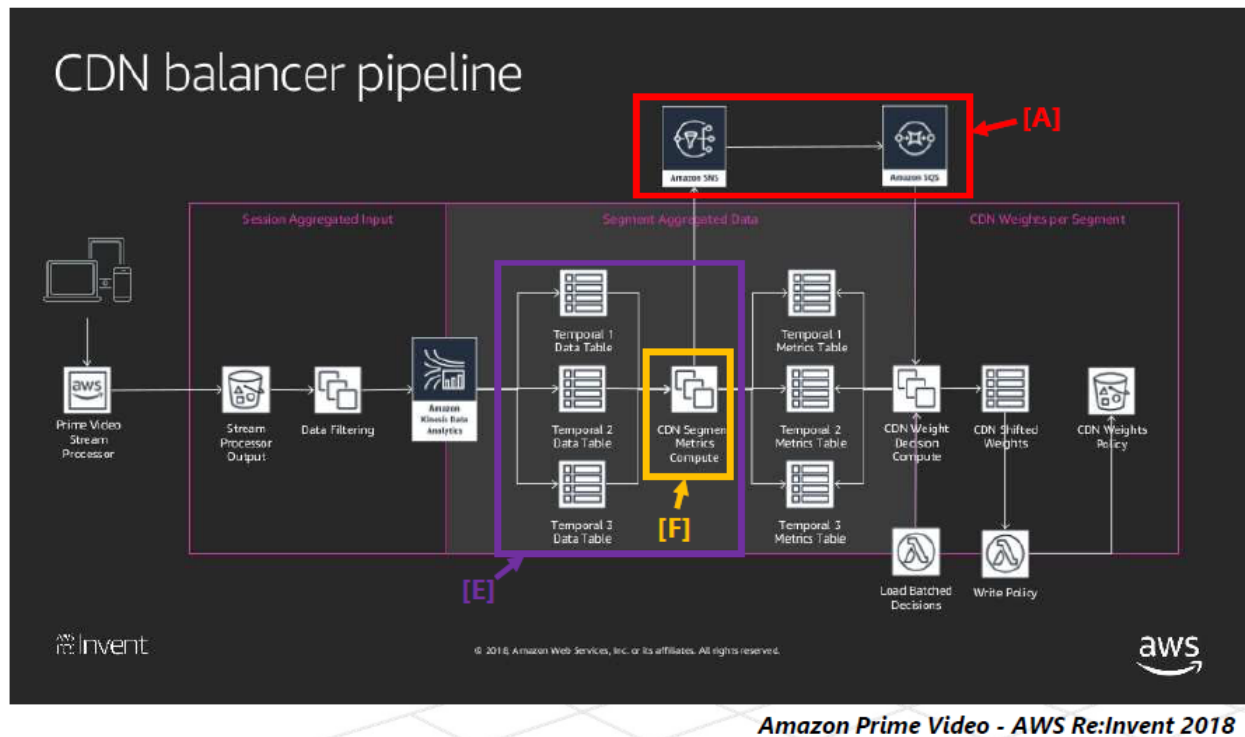 CDN balancer pipeline
[A]
Amazon SNS
Amazon SQS
Session Aggregated Input
Segment Aggregated Data
CDN Weights per Segment
Temporal 1
Data Table
Temporal 1
Metrics Table
aws
Prime Video
Stream
Processor
Stream
Processor
Output
Data Filtering
Amazon
Kinesis Data
Analytics
Temporal 2
Data Table
CDN Segmen
Metrics
Compute
Temporal 2
Metrics Table
CDN Weight
Decision
Compute
CDN Shifted
Weights
CDN Weights
Policy
[F]
Temporal 3
Data Table
Temporal 3
Metrics Table
[E]
Load Batched
Decisions
Write Policy
AWS
re:Invent
© 2018, Amazon Web Services, Inc. or its affiliates. All rights reserved.
aws
Amazon Prime Video - AWS Re:Invent 2018